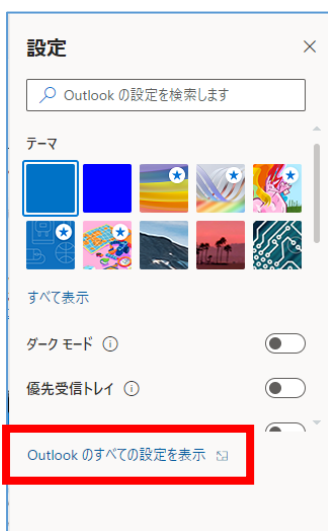 設定
Outlook の設定を検索します
テーマ
すべて表示
ダーク モード
優先受信トレイ
Outlook のすべての設定を表示